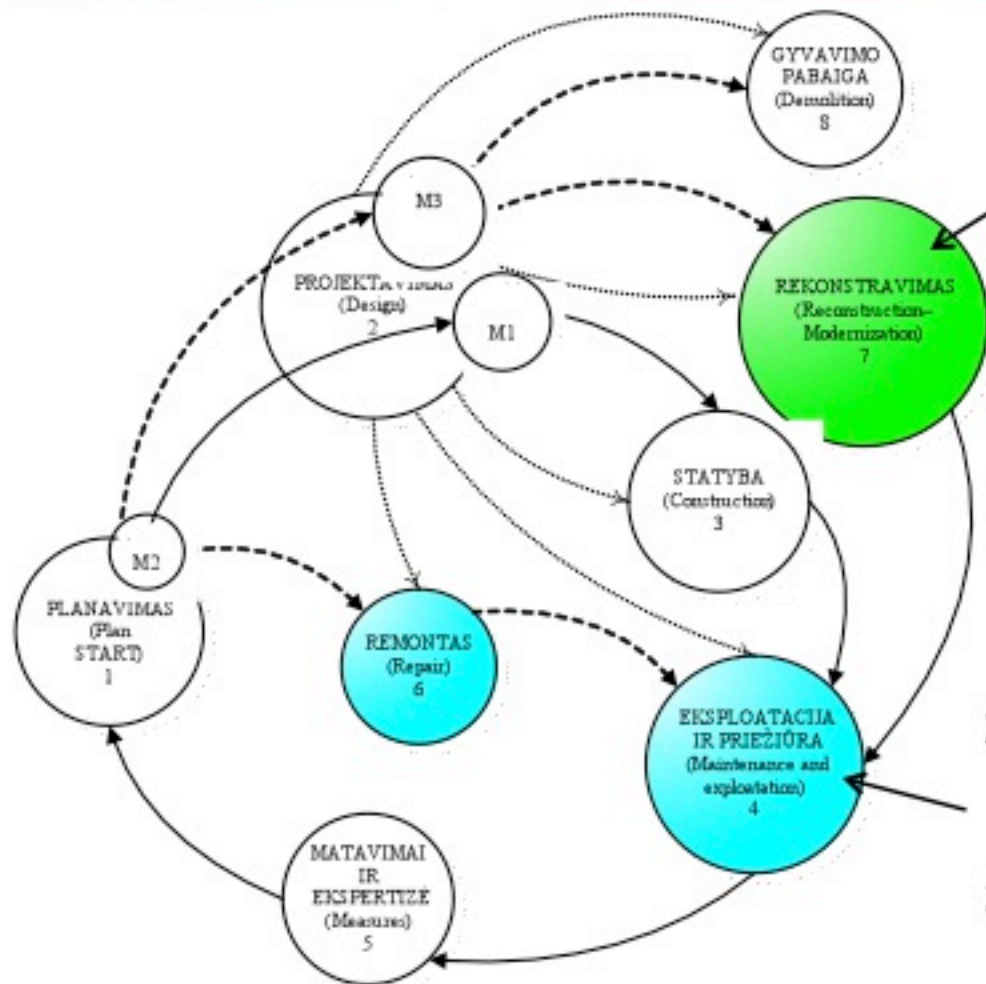 GYVAVIMO
PABAIGA
(Demolition)
8
M3
PROJEKTAVIMAS
(Design)
2
M1
REKONSTRAVIMAS
(Reconstruction–
Modernization)
7
STATYBA
(Construction)
3
M2
PLANAVIMAS
(Plan
START)
1
REMONTAS
(Repair)
6
EKSPLOATACIJA
IR PRIEŽIŪRA
(Maintenance and
exploatation)
4
MATAVIMAI
IR
EKSPERTIZĖ
(Measures)
5